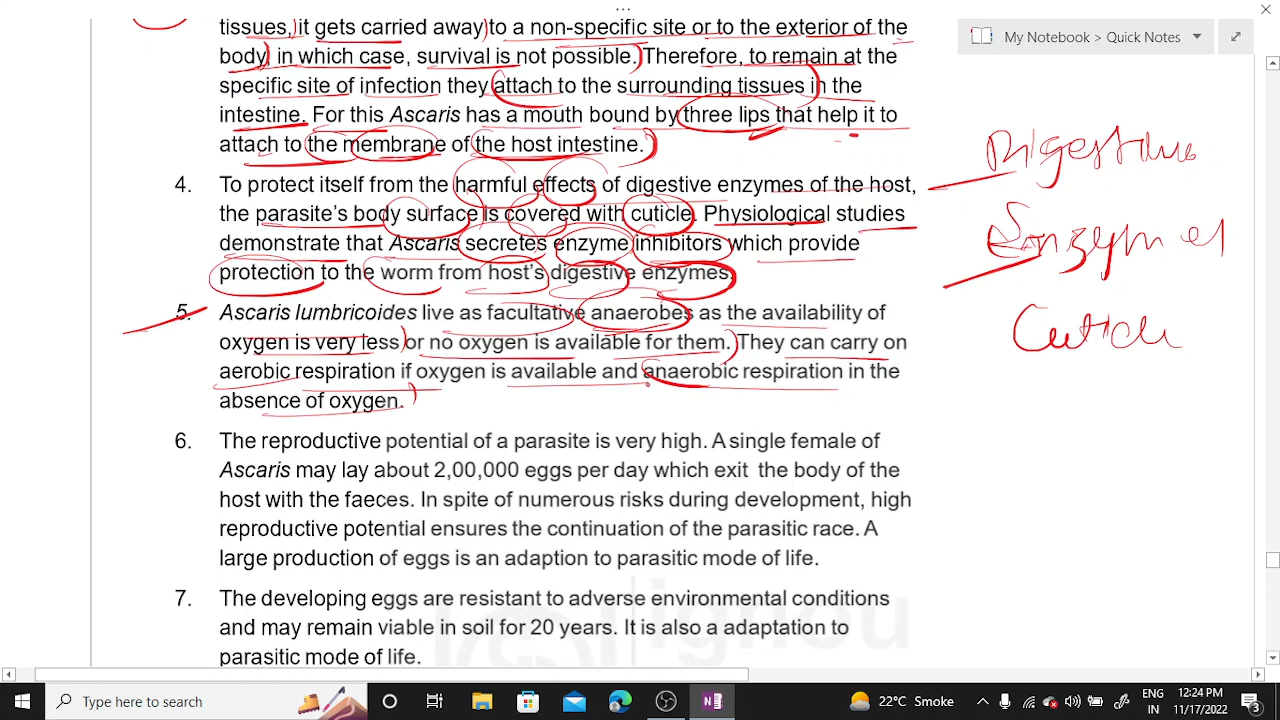 My Notebook > Quick Notes
tissues, it gets carried away to a non-specific site or to the exterior of the
body, in which case, survival is not possible. Therefore, to remain at the
specific site of infection they attach to the surrounding tissues in the
intestine. For this Ascaris has a mouth bound by three lips that help it to
attach to the membrane of the host intestine.
4. To protect itself from the harmful effects of digestive enzymes of the host,
the parasite's body surface is covered with cuticle. Physiological studies
demonstrate that Ascaris secretes enzyme inhibitors which provide
protection to the worm from host's digestive enzymes.
5. Ascaris lumbricoides live as facultative anaerobes as the availability of
oxygen is very less or no oxygen is available for them. They can carry on
aerobic respiration if oxygen is available and anaerobic respiration in the
absence of oxygen.
6. The reproductive potential of a parasite is very high. A single female of
Ascaris may lay about 2,00,000 eggs per day which exit the body of the
host with the faeces. In spite of numerous risks during development, high
reproductive potential ensures the continuation of the parasitic race. A
large production of eggs is an adaption to parasitic mode of life.
7. The developing eggs are resistant to adverse environmental conditions
and may remain viable in soil for 20 years. It is also a adaptation to
parasitic mode of life.
ignou
Type here to search
22°C Smoke
ENG
IN
12:24 PM
11/17/2022
3